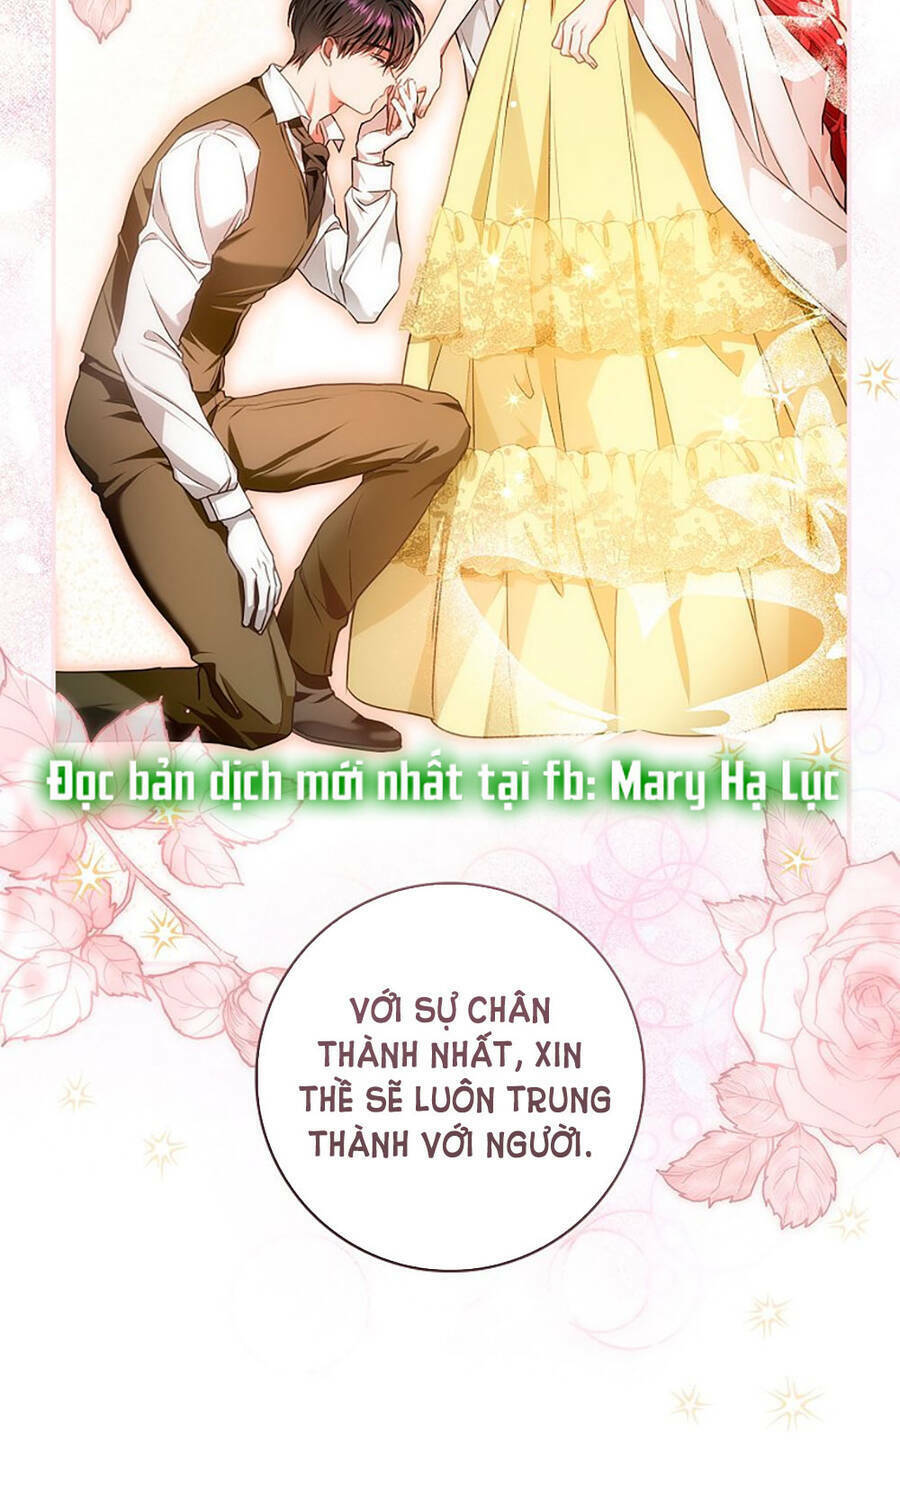 Đọc bản dịch mới nhất tại fb: Mary Hạ Lục
VỚI SỰ CHÂN
THÀNH NHẤT, XIN
THỀ SẼ LUÔN TRUNG
THÀNH VỚI NGƯỜI.